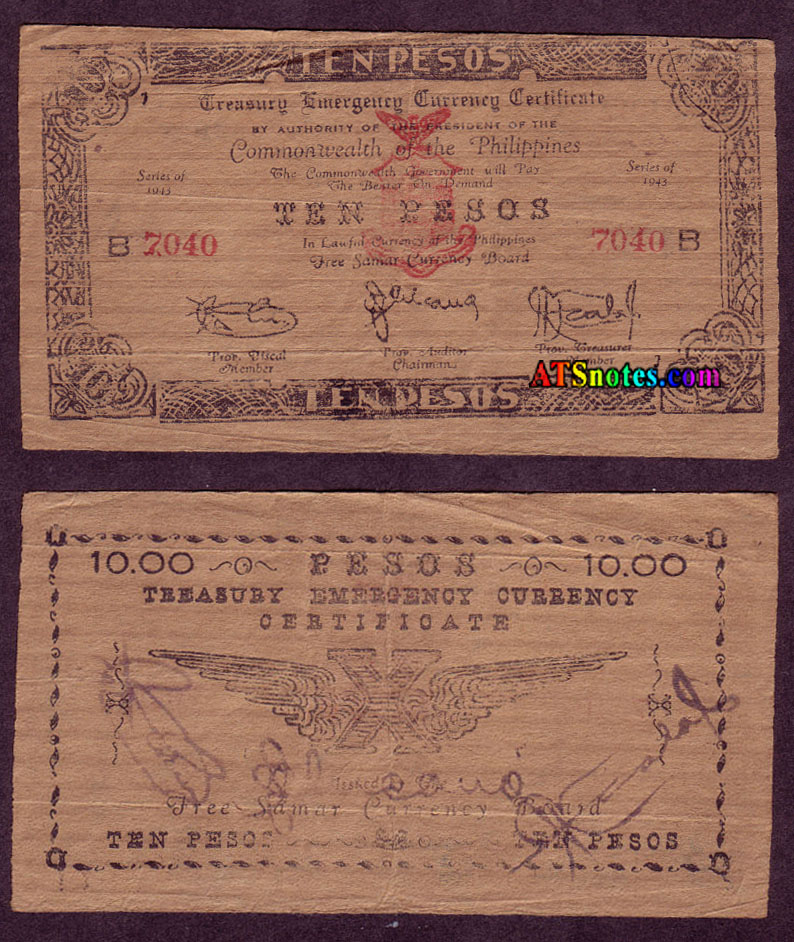 TEN PESOS
Treasury Emergency Currency Certificate
BY AUTHORITY OF THE PRESIDENT OF THE
Commonwealth of the Philippines
Series of 1943
The Commonwealth Government will Pay
Series of 1943
The Bearer On Demand
TEN PESOS
B 7040
In Lawful Currency of the Philippines
7040 B
Free Samar Currency Board
Prov. Fiscal
Prov. Auditor
Prov. Treasurer
Member
Chairman
Member
ATSnotes.com
TEN PESOS
10.00 PESOS 10.00
TREASURY EMERGENCY CURRENCY
CERTIFICATE
X
Issued By The
Free Samar Currency Board
TEN PESOS TEN PESOS